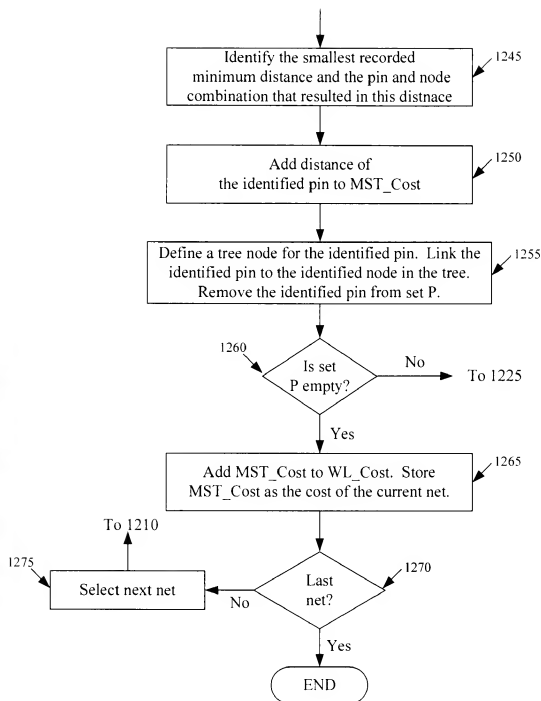 Identify the smallest recorded
minimum distance and the pin and node
combination that resulted in this distnace
1245
Add distance of
the identified pin to MST_Cost
1250
Define a tree node for the identified pin.  Link the
identified pin to the identified node in the tree.
Remove the identified pin from set P.
1255
1260
Is set
P empty?
No
To 1225
Yes
Add MST_Cost to WL_Cost.  Store
MST_Cost as the cost of the current net.
1265
To 1210
1275
Select next net
No
Last
net?
1270
Yes
END